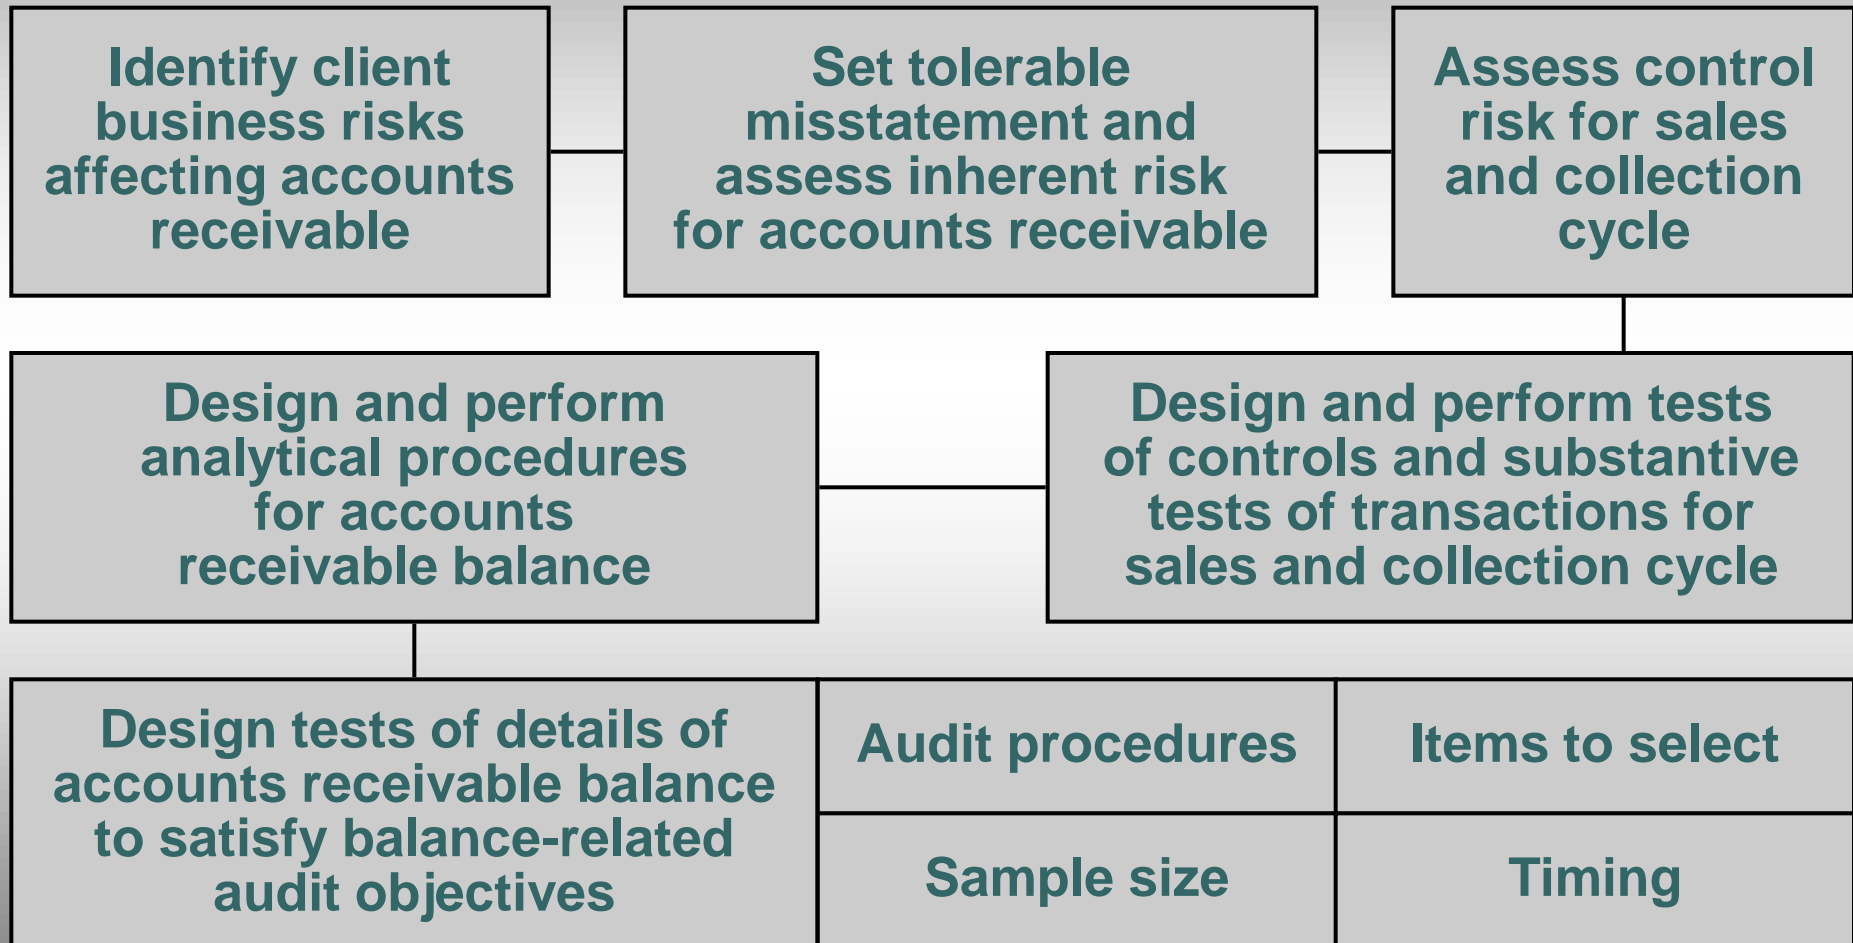 Identify client
business risks
affecting accounts
receivable
Set tolerable
misstatement and
assess inherent risk
for accounts receivable
Assess control
risk for sales
and collection
cycle
Design and perform
analytical procedures
for accounts
receivable balance
Design and perform tests
of controls and substantive
tests of transactions for
sales and collection cycle
Design tests of details of
accounts receivable balance
to satisfy balance-related
audit objectives
Audit procedures
Items to select
Sample size
Timing